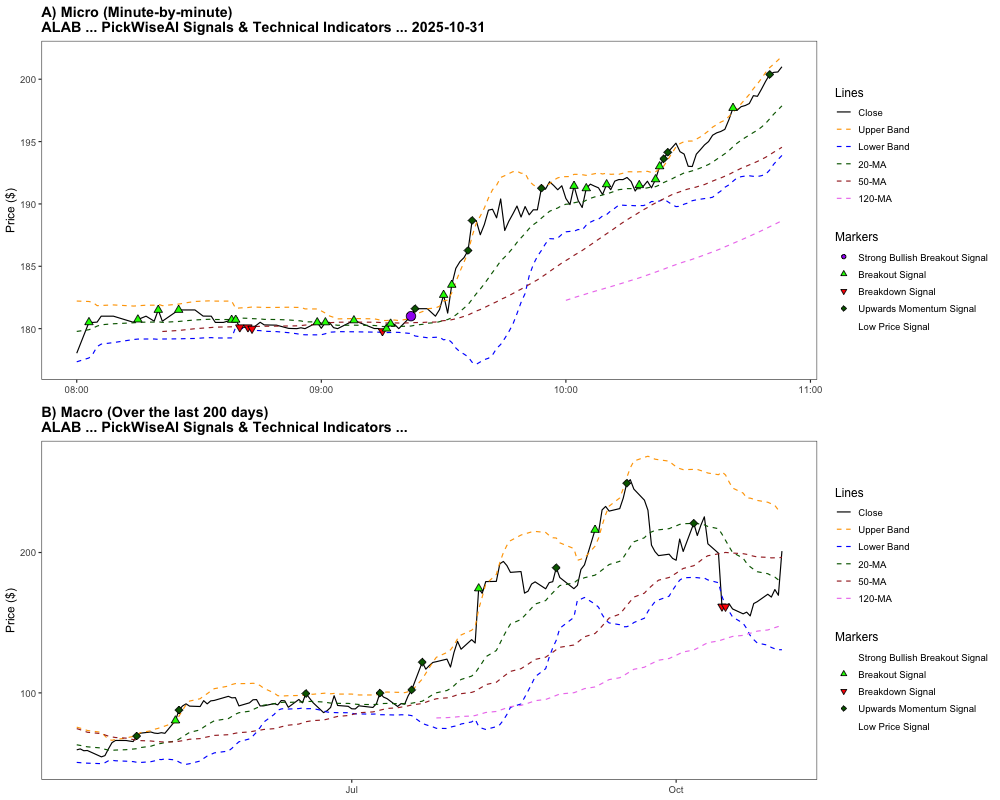 A) Micro (Minute-by-minute)
ALAB ... PickWiseAI Signals & Technical Indicators ... 2025-10-31
Price ($)
200
195
190
185
180
08:00
09:00
10:00
11:00
Lines
Close
Upper Band
Lower Band
20-MA
50-MA
120-MA
Markers
Strong Bullish Breakout Signal
Breakout Signal
Breakdown Signal
Upwards Momentum Signal
Low Price Signal
B) Macro (Over the last 200 days)
ALAB ... PickWiseAI Signals & Technical Indicators ...
Price ($)
200
100
Jul
Oct
Lines
Close
Upper Band
Lower Band
20-MA
50-MA
120-MA
Markers
Strong Bullish Breakout Signal
Breakout Signal
Breakdown Signal
Upwards Momentum Signal
Low Price Signal